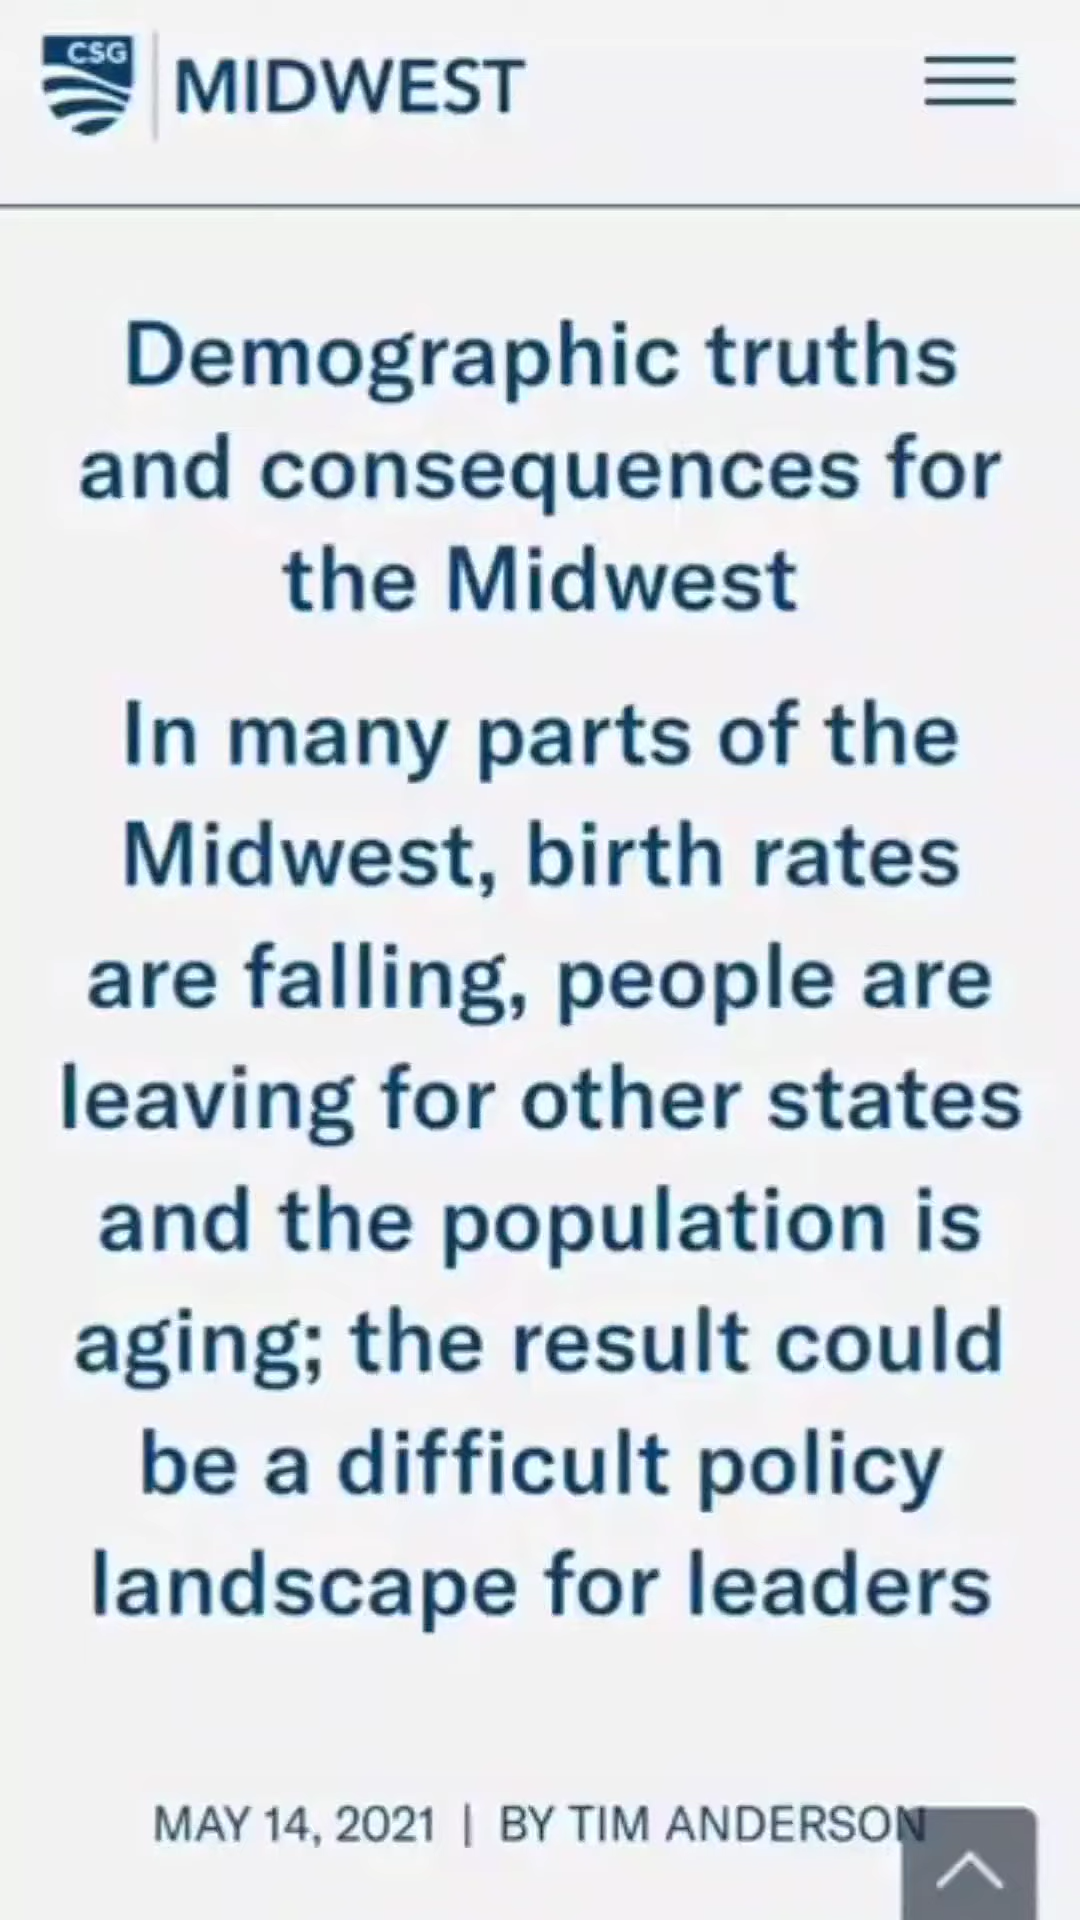 CSG MIDWEST
Demographic truths
and consequences for
the Midwest
In many parts of the
Midwest, birth rates
are falling, people are
leaving for other states
and the population is
aging; the result could
be a difficult policy
landscape for leaders
MAY 14, 2021 | BY TIM ANDERSON